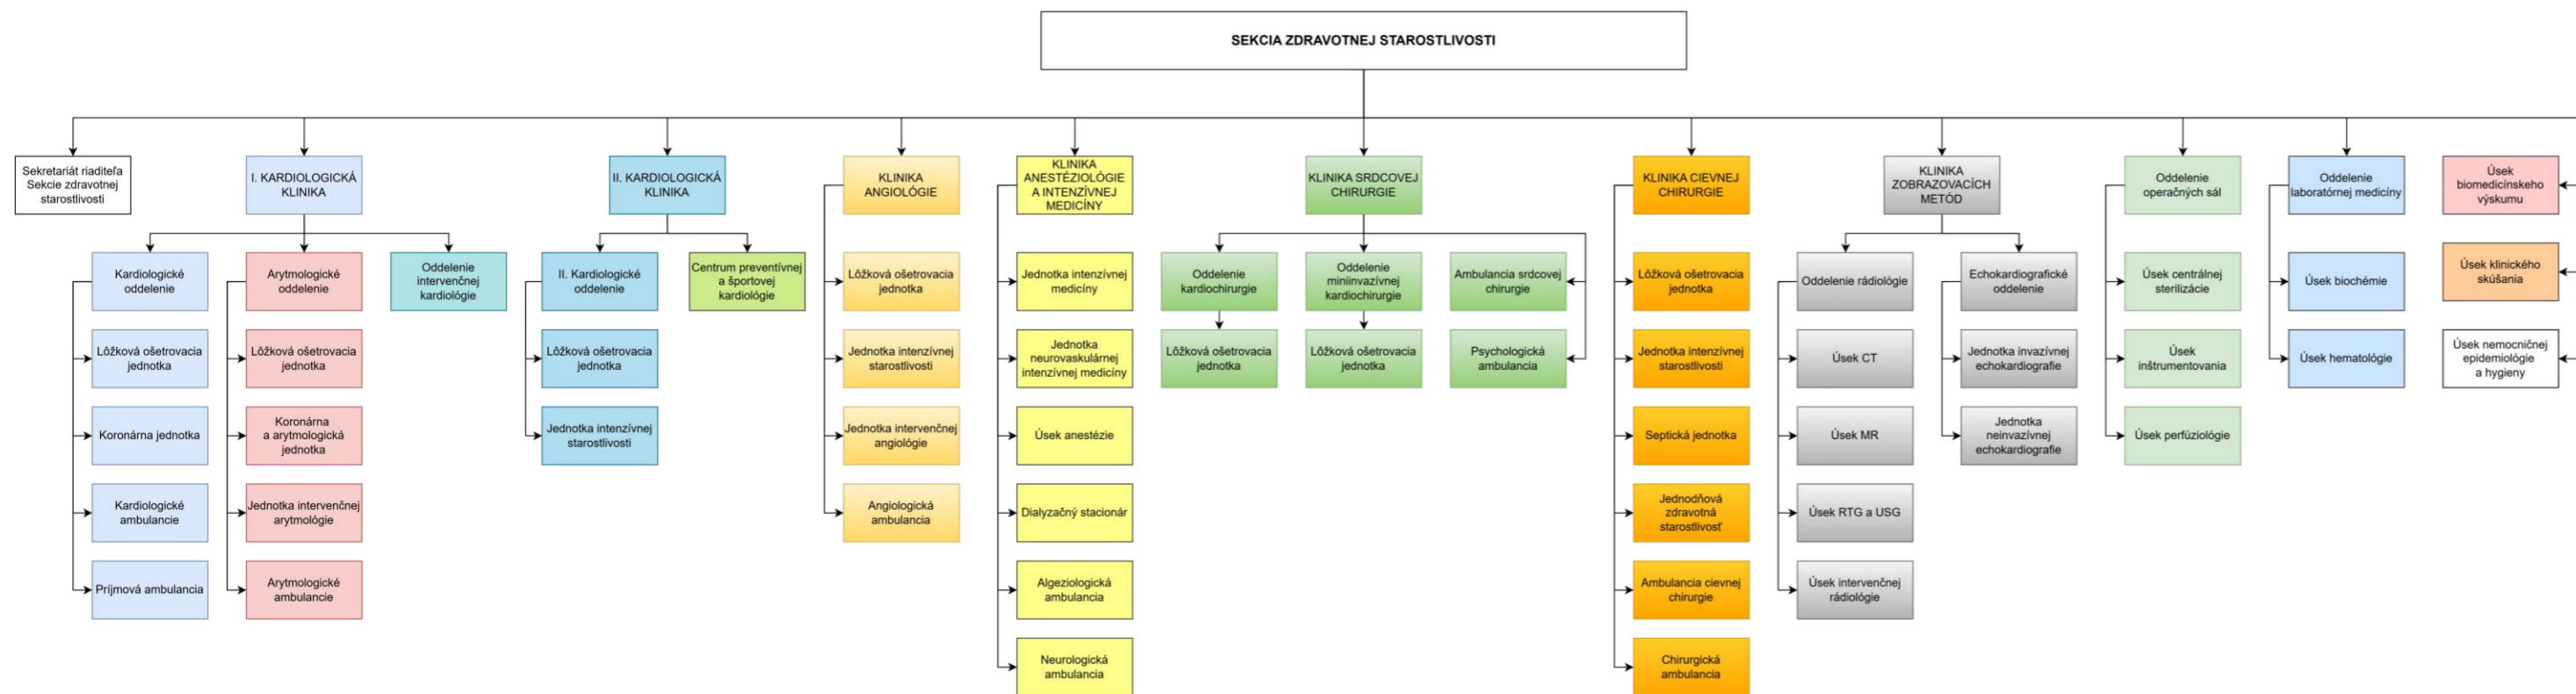 SEKCIA ZDRAVOTNEJ STAROSTLIVOSTI
Sekretariát riaditeľa
Sekcie zdravotnej
starostlivosti
I. KARDIOLOGICKÁ
KLINIKA
Kardiologické
oddelenie
Lôžková ošetrovacia
jednotka
Koronárna jednotka
Kardiologické
ambulancie
Príjmová ambulancia
Arytmologické
oddelenie
Lôžková ošetrovacia
jednotka
Koronárna
a arytmologická
jednotka
Jednotka intervenčnej
arytmológie
Arytmologické
ambulancie
Oddelenie
intervenčnej
kardiológie
II. KARDIOLOGICKÁ
KLINIKA
II. Kardiologické
oddelenie
Lôžková ošetrovacia
jednotka
Jednotka intenzívnej
starostlivosti
Centrum preventívnej
a športovej
kardiológie
KLINIKA
ANGIOLÓGIE
Lôžková ošetrovacia
jednotka
Jednotka intenzívnej
starostlivosti
Jednotka intervenčnej
angiológie
Angiologická
ambulancia
KLINIKA
ANESTÉZIOLÓGIE
A INTENZÍVNEJ
MEDICÍNY
Jednotka intenzívnej
medicíny
Jednotka
neurovaskulárnej
intenzívnej medicíny
Úsek anestézie
Dialyzačný stacionár
Algeziologická
ambulancia
Neurologická
ambulancia
KLINIKA SRDCOVEJ
CHIRURGIE
Oddelenie
kardiochirurgie
Lôžková ošetrovacia
jednotka
Oddelenie
miniinvazívnej
kardiochirurgie
Lôžková ošetrovacia
jednotka
Ambulancia srdcovej
chirurgie
Psychologická
ambulancia
KLINIKA CIEVNEJ
CHIRURGIE
Lôžková ošetrovacia
jednotka
Jednotka intenzívnej
starostlivosti
Septická jednotka
Jednodňová
zdravotná
starostlivosť
Ambulancia cievnej
chirurgie
Chirurgická
ambulancia
KLINIKA
ZOBRAZOVACÍCH
METÓD
Oddelenie rádiológie
Úsek CT
Úsek MR
Úsek RTG a USG
Úsek intervenčnej
rádiológie
Echokardiografické
oddelenie
Jednotka invazívnej
echokardiografie
Jednotka
neinvazívnej
echokardiografie
Oddelenie
operačných sál
Úsek centrálnej
sterilizácie
Úsek
inštrumentovania
Úsek perfúziológie
Oddelenie
laboratórnej medicíny
Úsek biochémie
Úsek hematológie
Úsek
biomedicínskeho
výskumu
Úsek klinického
skúšania
Úsek nemocničnej
epidemiológie
a hygieny